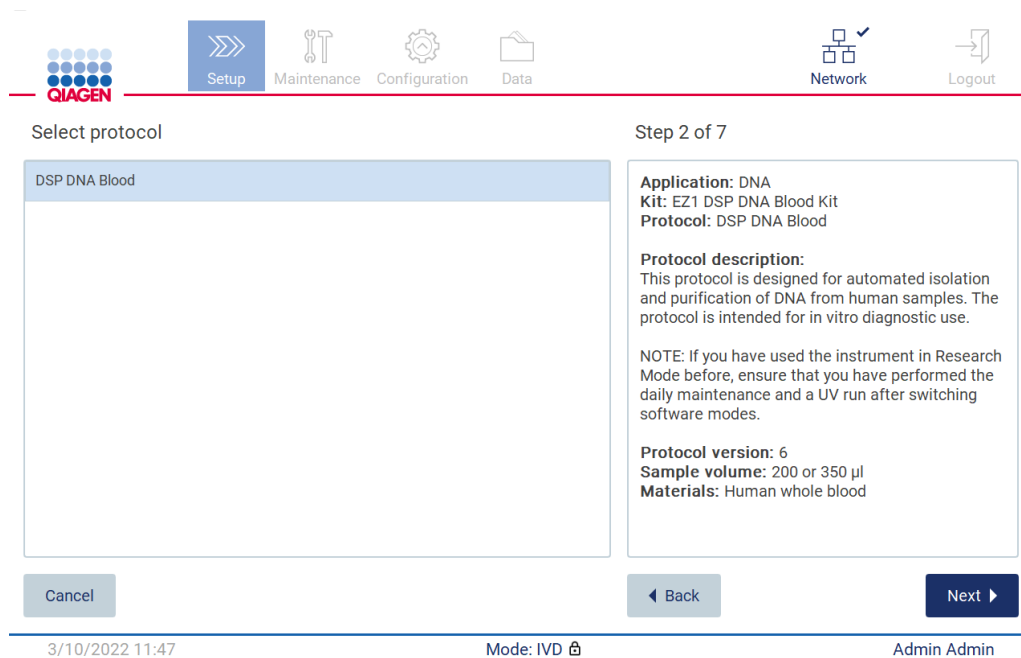 QIAGEN
Setup
Maintenance
Configuration
Data
Network
Logout
Select protocol
Step 2 of 7
DSP DNA Blood
Application: DNA
Kit: EZ1 DSP DNA Blood Kit
Protocol: DSP DNA Blood
Protocol description:
This protocol is designed for automated isolation
and purification of DNA from human samples. The
protocol is intended for in vitro diagnostic use.
NOTE: If you have used the instrument in Research
Mode before, ensure that you have performed the
daily maintenance and a UV run after switching
software modes.
Protocol version: 6
Sample volume: 200 or 350 µl
Materials: Human whole blood
Cancel
Back
Next
3/10/2022 11:47
Mode: IVD
Admin Admin